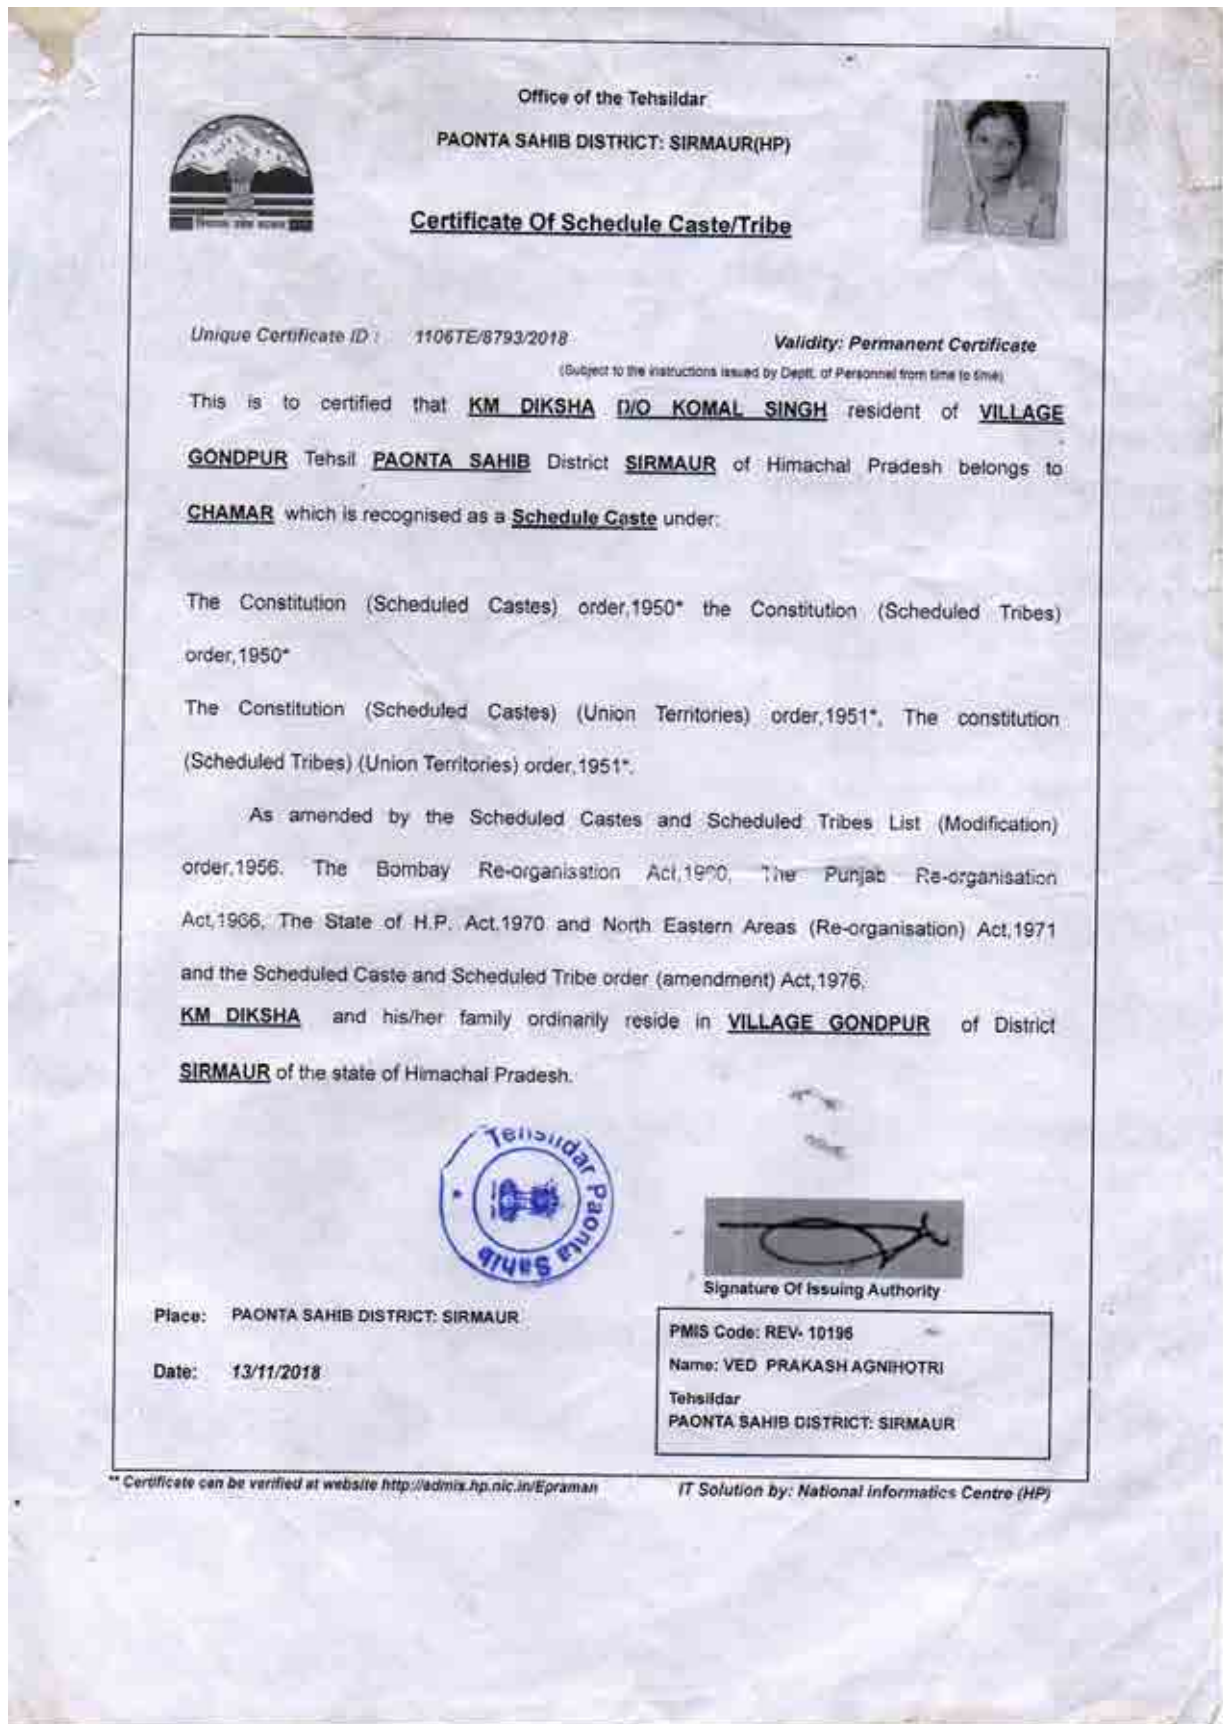 Office of the Tehsildar
PAONTA SAHIB DISTRICT: SIRMAUR(HP)
Certificate Of Schedule Caste/Tribe
Unique Certificate ID : 1106TE/8793/2018
Validity: Permanent Certificate
(Subject to the instructions issued by Deptt. of Personnel from time to time)
This is to certified that KM DIKSHA D/O KOMAL SINGH resident of VILLAGE
GONDPUR Tehsil PAONTA SAHIB District SIRMAUR of Himachal Pradesh belongs to
CHAMAR which is recognised as a Schedule Caste under:
The Constitution (Scheduled Castes) order,1950* the Constitution (Scheduled Tribes)
order,1950*
The Constitution (Scheduled Castes) (Union Territories) order,1951*, The constitution
(Scheduled Tribes) (Union Territories) order,1951*.
As amended by the Scheduled Castes and Scheduled Tribes List (Modification)
order,1956. The Bombay Re-organisation Act,1960, The Punjab Re-organisation
Act,1966, The State of H.P. Act.1970 and North Eastern Areas (Re-organisation) Act,1971
and the Scheduled Caste and Scheduled Tribe order (amendment) Act,1976.
KM DIKSHA and his/her family ordinarily reside in VILLAGE GONDPUR of District
SIRMAUR of the state of Himachal Pradesh.
Tehsildar Paonta Sahib
Signature Of Issuing Authority
Place: PAONTA SAHIB DISTRICT: SIRMAUR
Date: 13/11/2018
PMIS Code: REV- 10196
Name: VED PRAKASH AGNIHOTRI
Tehsildar
PAONTA SAHIB DISTRICT: SIRMAUR
** Certificate can be verified at website http://admis.hp.nic.in/Epraman
IT Solution by: National Informatics Centre (HP)